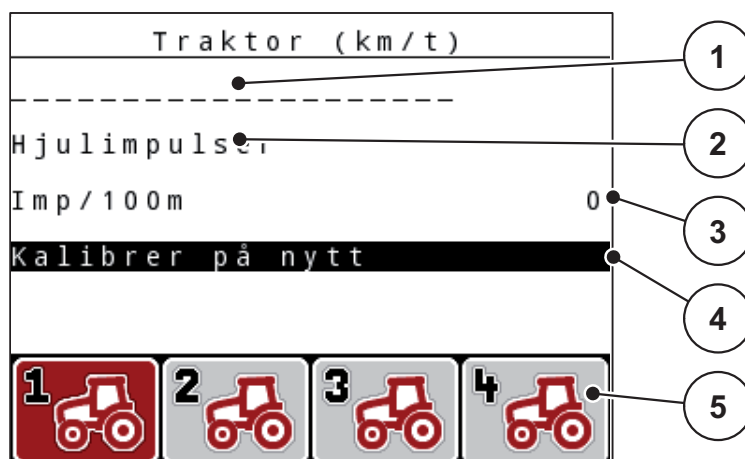 Traktor (km/t)
1
--------------------
Hjulimpulser
2
Imp/100m 0
3
Kalibrer på nytt
4
1 2 3 4
5